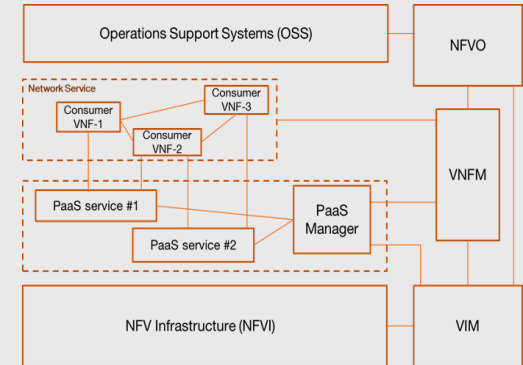 Operations Support Systems (OSS)
NFVO
Network Service
Consumer
VNF-3
Consumer
VNF-1
Consumer
VNF-2
VNFM
PaaS service #1
PaaS
Manager
PaaS service #2
NFV Infrastructure (NFVI)
VIM